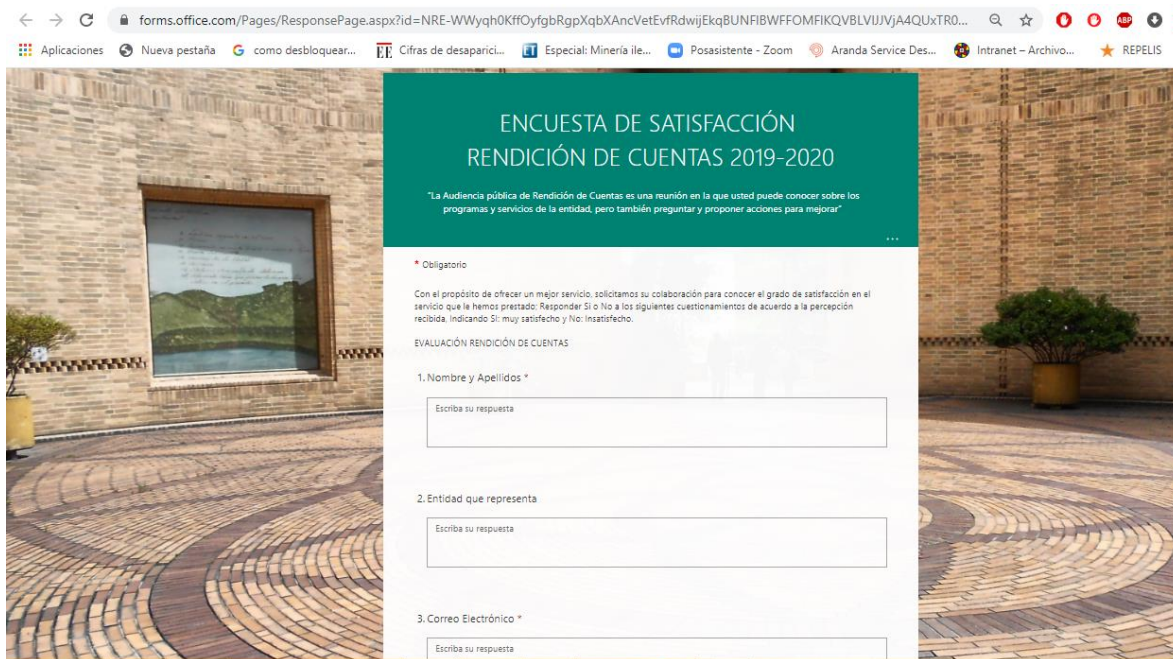 forms.office.com/Pages/ResponsePage.aspx?id=NRE-WWyqh0KffOyfgbRgpXqbXAncVetEvfRdwijEkqBUNFlBWFFOMFIKQVBLVlJJVjA4QUxTR0...
ABP
Aplicaciones Nueva pestaña como desbloquear... Cifras de desaparici... Especial: Minería ile... Posasistente - Zoom Aranda Service Des... Intranet – Archivo... REPELIS
ENCUESTA DE SATISFACCIÓN
RENDICIÓN DE CUENTAS 2019-2020
"La Audiencia pública de Rendición de Cuentas es una reunión en la que usted puede conocer sobre los
programas y servicios de la entidad, pero también preguntar y proponer acciones para mejorar"
...
* Obligatorio
Con el propósito de ofrecer un mejor servicio, solicitamos su colaboración para conocer el grado de satisfacción en el
servicio que le hemos prestado: Responder Si o No a los siguientes cuestionamientos de acuerdo a la percepción
recibida. Indicando SI: muy satisfecho y No: Insatisfecho.
EVALUACIÓN RENDICIÓN DE CUENTAS
1. Nombre y Apellidos *
Escriba su respuesta
2. Entidad que representa
Escriba su respuesta
3. Correo Electrónico *
Escriba su respuesta